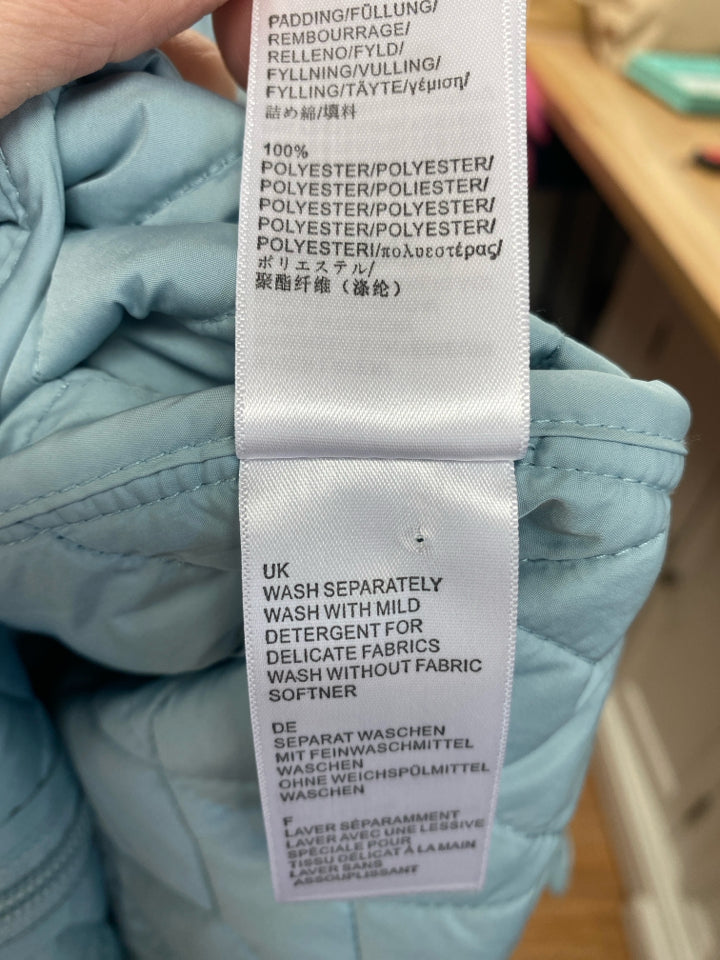 PADDING/FÜLLUNG/
REMBOURRAGE/
RELLENO/FYLD/
FYLLNING/VULLING/
FYLLING/TÄYTE/γέμιση/
詰め綿/填料
100%
POLYESTER/POLYESTER/
POLYESTER/POLIESTER/
POLYESTER/POLYESTER/
POLYESTER/POLYESTER/
POLYESTERI/πολυεστέρας/
ポリエステル/
聚酯纤维（涤纶）
UK
WASH SEPARATELY
WASH WITH MILD
DETERGENT FOR
DELICATE FABRICS
WASH WITHOUT FABRIC
SOFTNER
DE
SEPARAT WASCHEN
MIT FEINWASCHMITTEL
WASCHEN
OHNE WEICHSPÜLMITTEL
WASCHEN
F
LAVER SÉPARAMMENT
LAVER AVEC UNE LESSIVE
SPÉCIALE POUR
TISSU DÉLICAT À LA MAIN
LAVER SANS
ASSOUPLISSANT